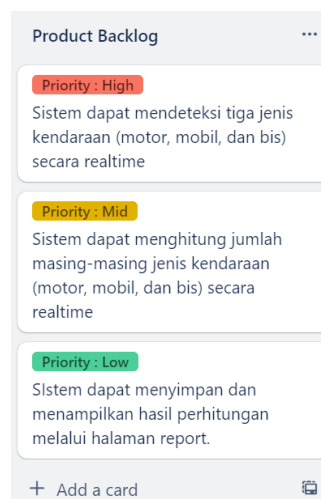 Product Backlog
Priority : High
Sistem dapat mendeteksi tiga jenis
kendaraan (motor, mobil, dan bis)
secara realtime
Priority : Mid
Sistem dapat menghitung jumlah
masing-masing jenis kendaraan
(motor, mobil, dan bis) secara
realtime
Priority : Low
SIstem dapat menyimpan dan
menampilkan hasil perhitungan
melalui halaman report.
+ Add a card